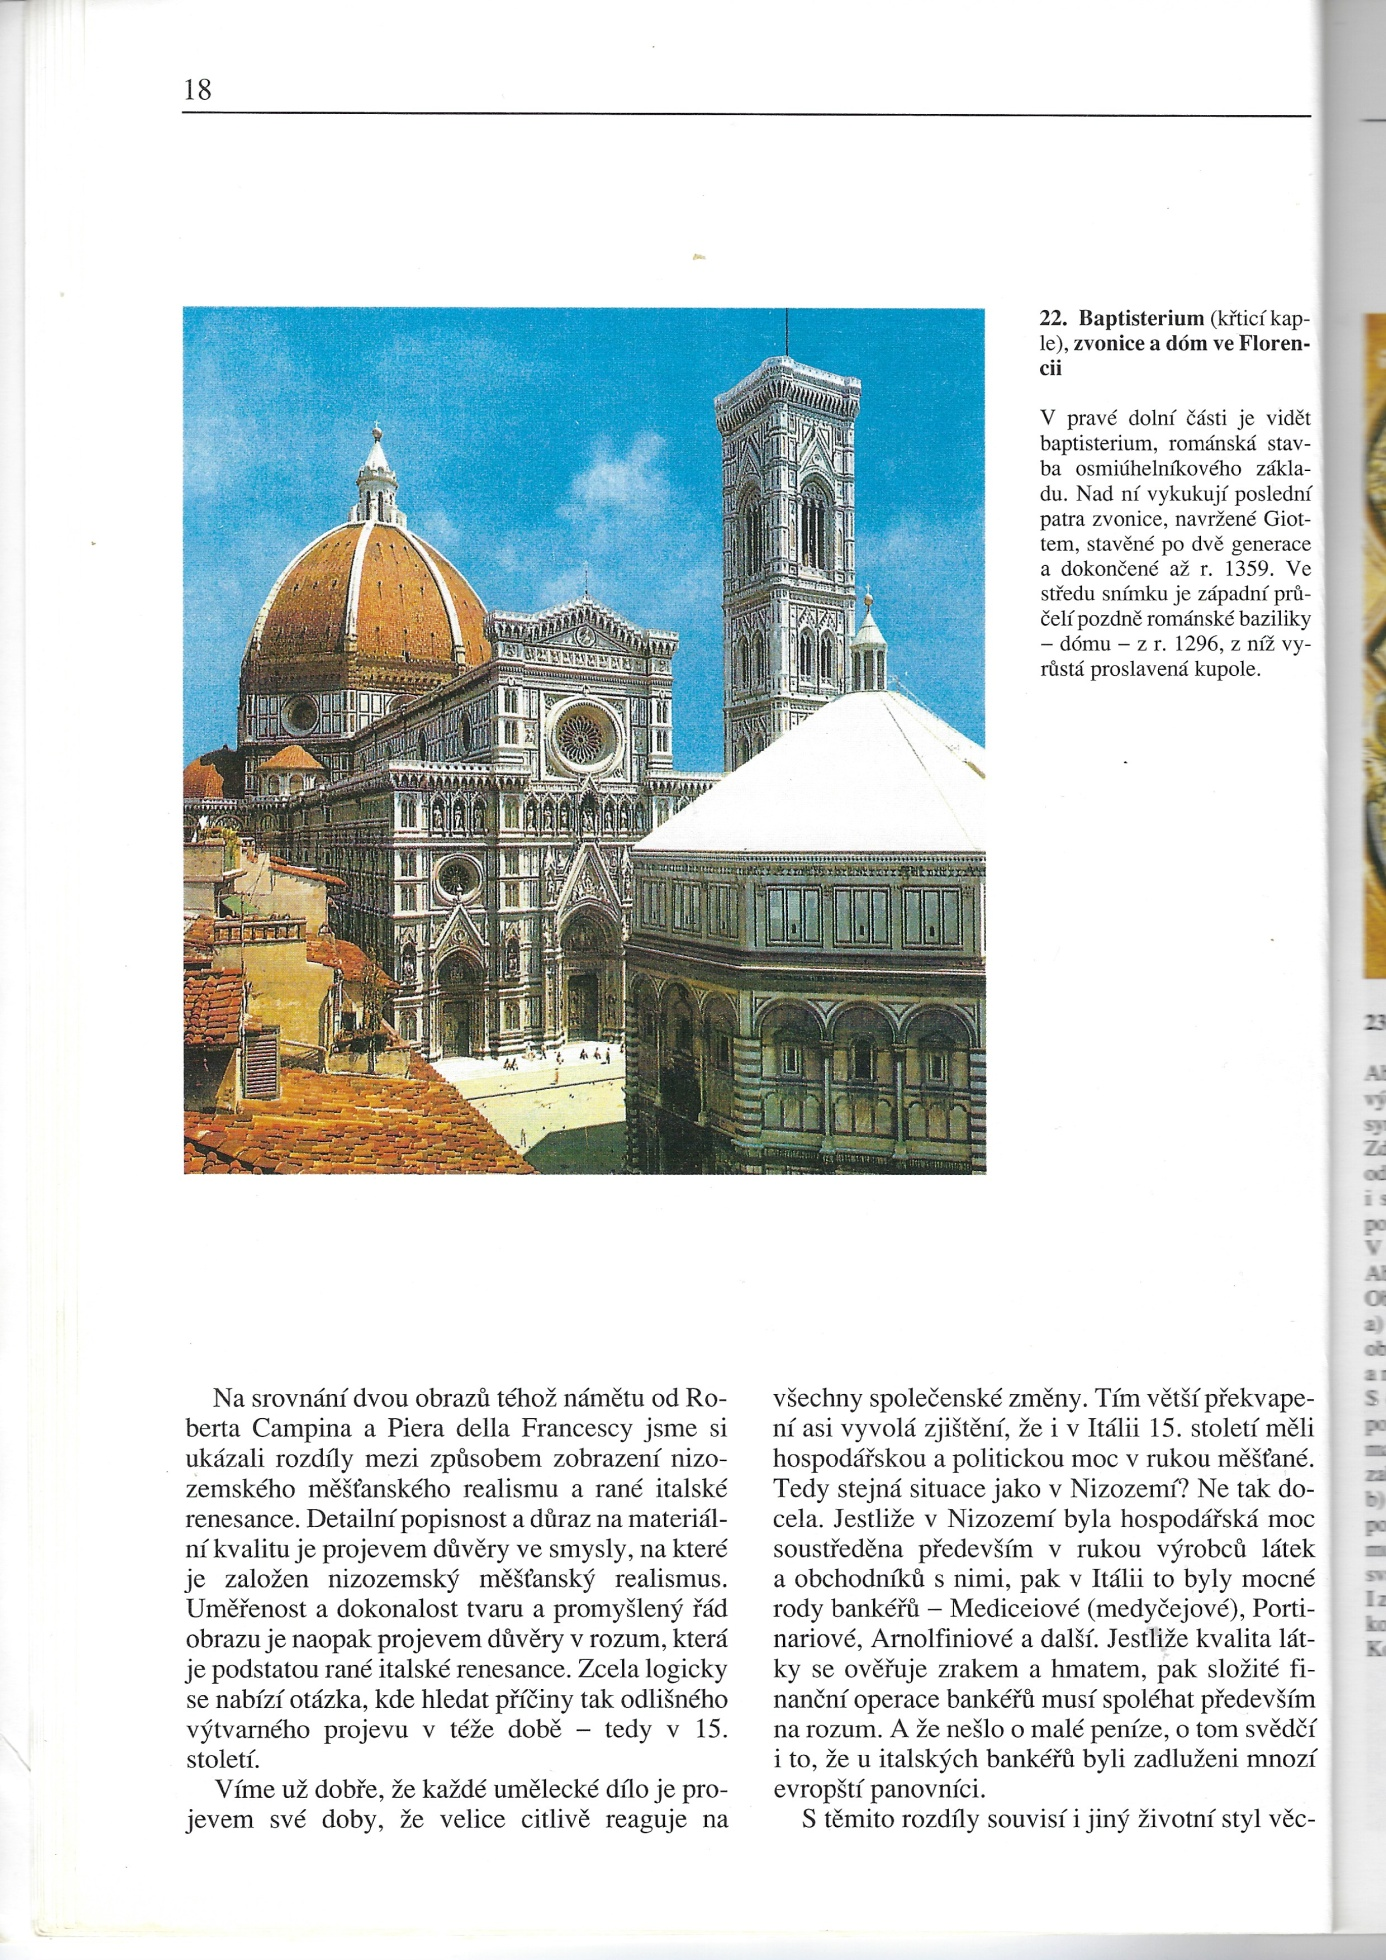 18
22. Baptisterium (křticí kap-
le), zvonice a dóm ve Floren-
cii
V pravé dolní části je vidět
baptisterium, románská stav-
ba osmiúhelníkového zákla-
du. Nad ní vykukují poslední
patra zvonice, navržené Giot-
tem, stavěné po dvě generace
a dokončené až r. 1359. Ve
středu snímku je západní prů-
čelí pozdně románské baziliky
– dómu – z r. 1296, z níž vy-
růstá proslavená kupole.
Na srovnání dvou obrazů téhož námětu od Ro-
berta Campina a Piera della Francescy jsme si
ukázali rozdíly mezi způsobem zobrazení nizo-
zemského měšťanského realismu a rané italské
renesance. Detailní popisnost a důraz na materiál-
ní kvalitu je projevem důvěry ve smysly, na které
je založen nizozemský měšťanský realismus.
Uměřenost a dokonalost tvaru a promyšlený řád
obrazu je naopak projevem důvěry v rozum, která
je podstatou rané italské renesance. Zcela logicky
se nabízí otázka, kde hledat příčiny tak odlišného
výtvarného projevu v téže době – tedy v 15.
století.
Víme už dobře, že každé umělecké dílo je pro-
jevem své doby, že velice citlivě reaguje na
všechny společenské změny. Tím větší překvape-
ní asi vyvolá zjištění, že i v Itálii 15. století měli
hospodářskou a politickou moc v rukou měšťané.
Tedy stejná situace jako v Nizozemí? Ne tak do-
cela. Jestliže v Nizozemí byla hospodářská moc
soustředěna především v rukou výrobců látek
a obchodníků s nimi, pak v Itálii to byly mocné
rody bankéřů – Mediceiové (medyčejové), Porti-
nariové, Arnolfiniové a další. Jestliže kvalita lát-
ky se ověřuje zrakem a hmatem, pak složité fi-
nanční operace bankéřů musí spoléhat především
na rozum. A že nešlo o malé peníze, o tom svědčí
i to, že u italských bankéřů byli zadluženi mnozí
evropští panovníci.
S těmito rozdíly souvisí i jiný životní styl věc-
23